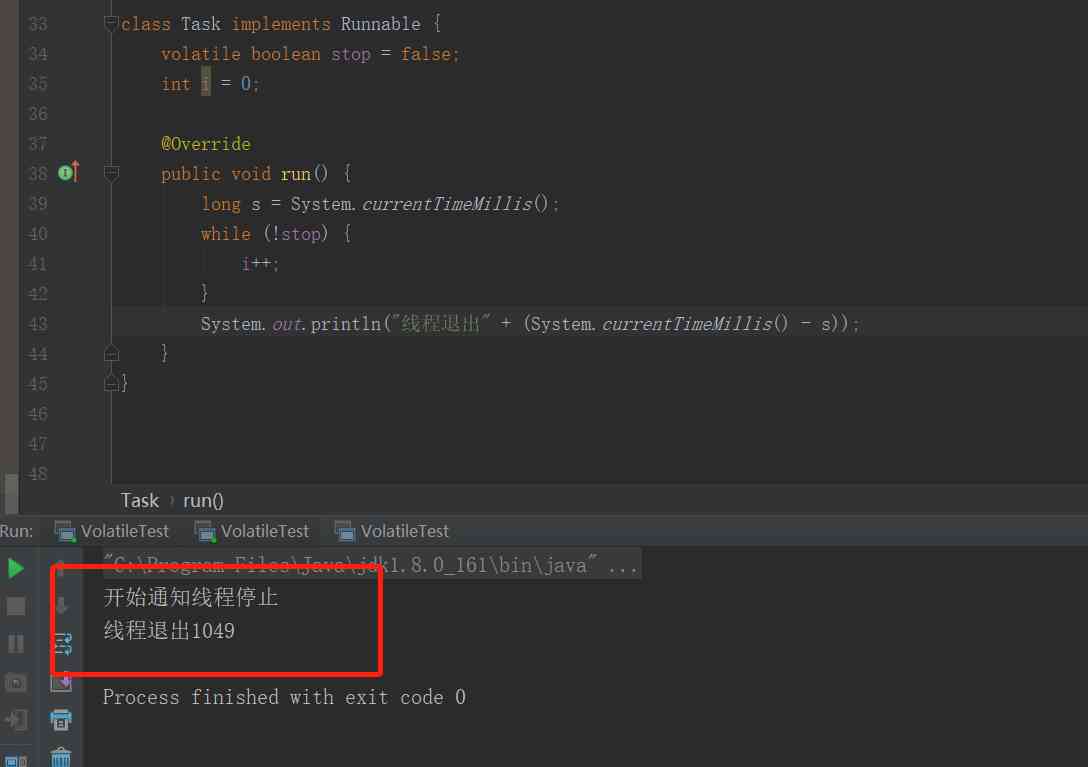 33 class Task implements Runnable {
34 volatile boolean stop = false;
35 int i = 0;
36
37 @Override
38 public void run() {
39 long s = System.currentTimeMillis();
40 while (!stop) {
41 i++;
42 }
43 System.out.println("线程退出" + (System.currentTimeMillis() - s));
44 }
45 }
46
47
48
Task › run()
Run: VolatileTest VolatileTest VolatileTest
"C:\Program Files\Java\jdk1.8.0_161\bin\java" ...
开始通知线程停止
线程退出1049
Process finished with exit code 0